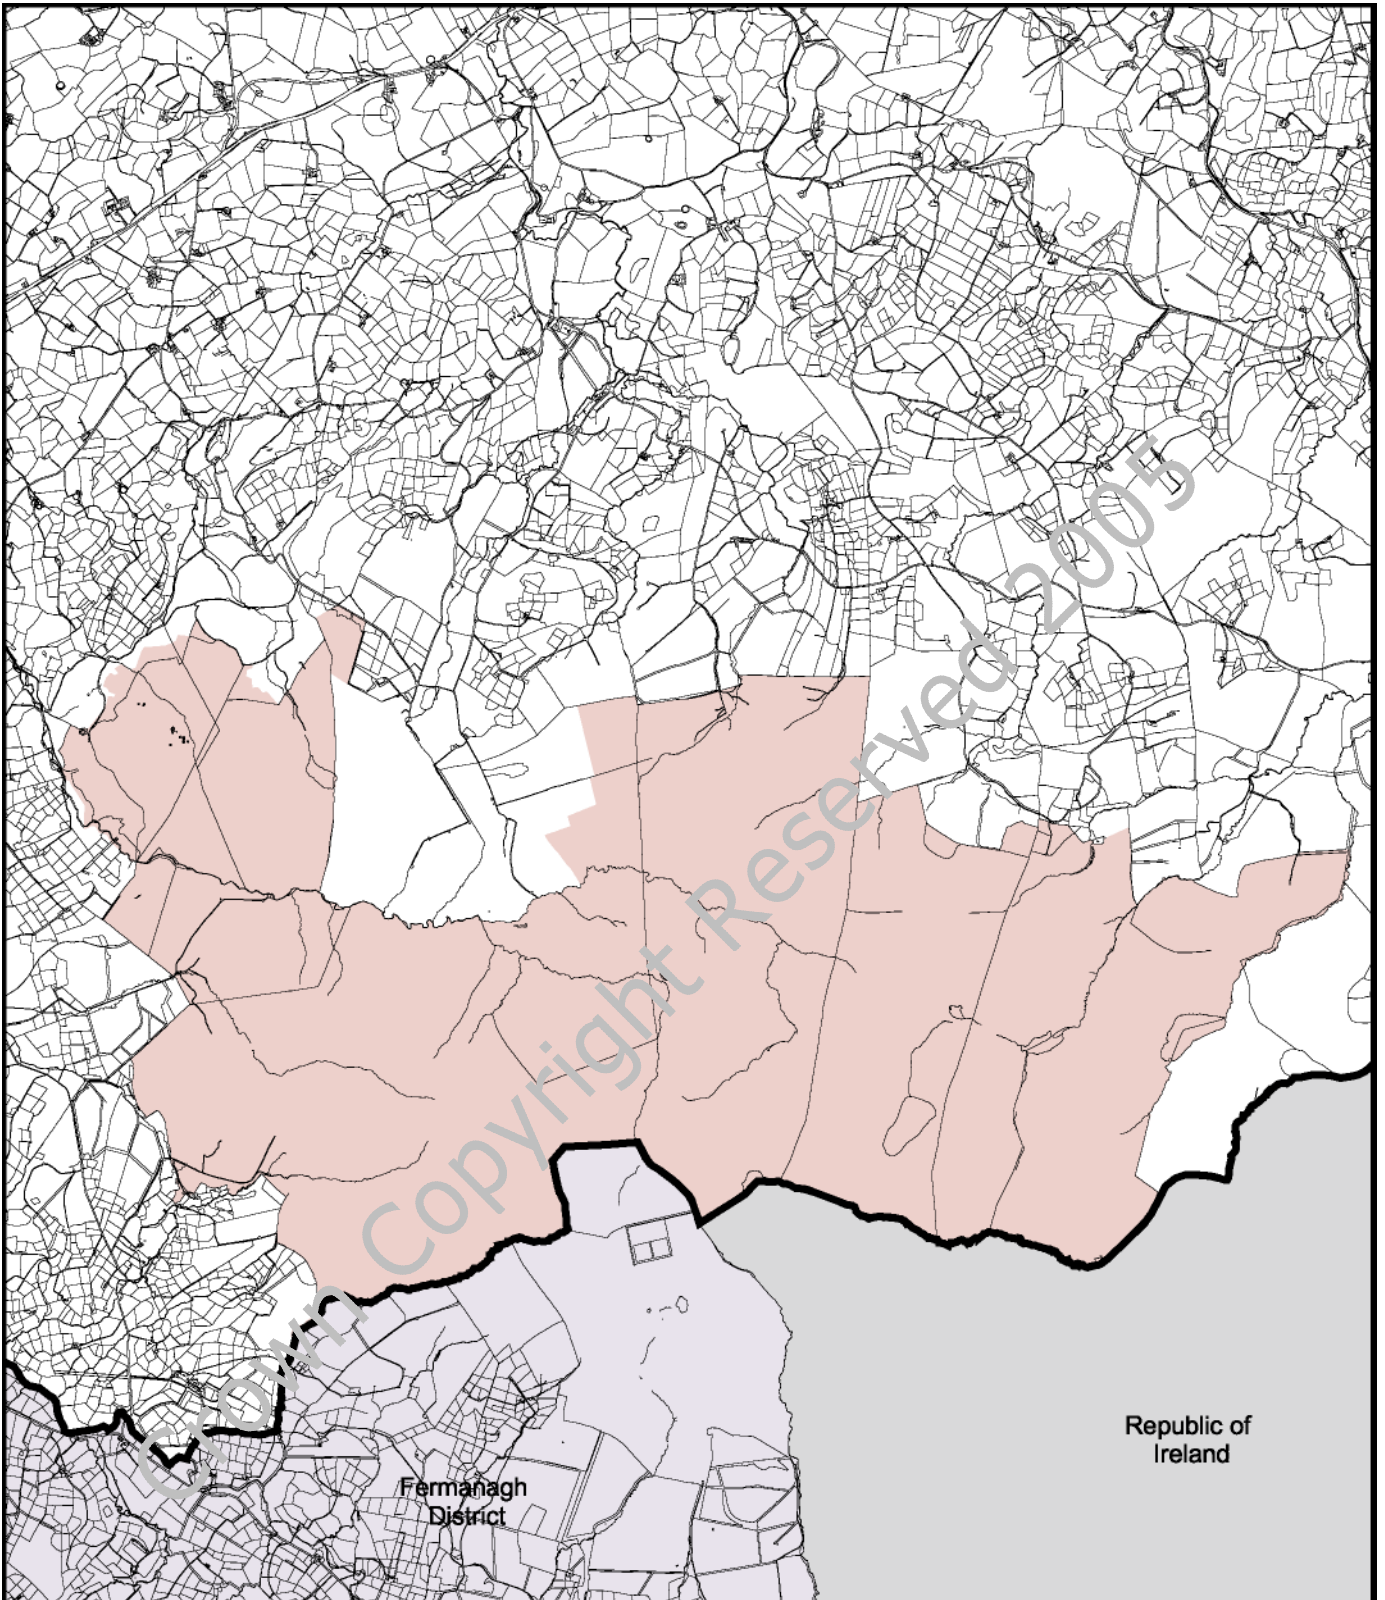 Crown Copyright Reserved 2005
Republic of
Ireland
Fermanagh
District